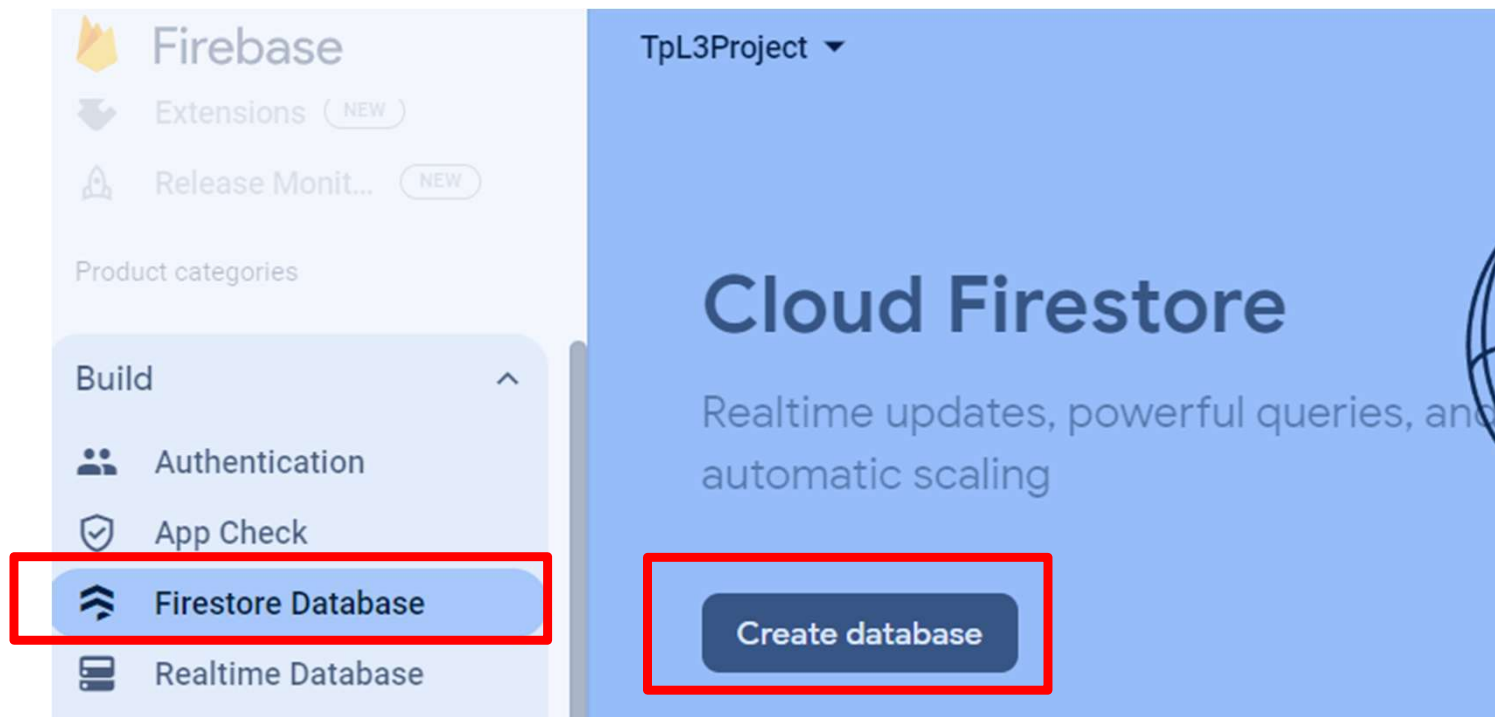 Firebase
Extensions NEW
Release Monit... NEW
Product categories
Build
Authentication
App Check
Firestore Database
Realtime Database
TpL3Project
Cloud Firestore
Realtime updates, powerful queries, and
automatic scaling
Create database